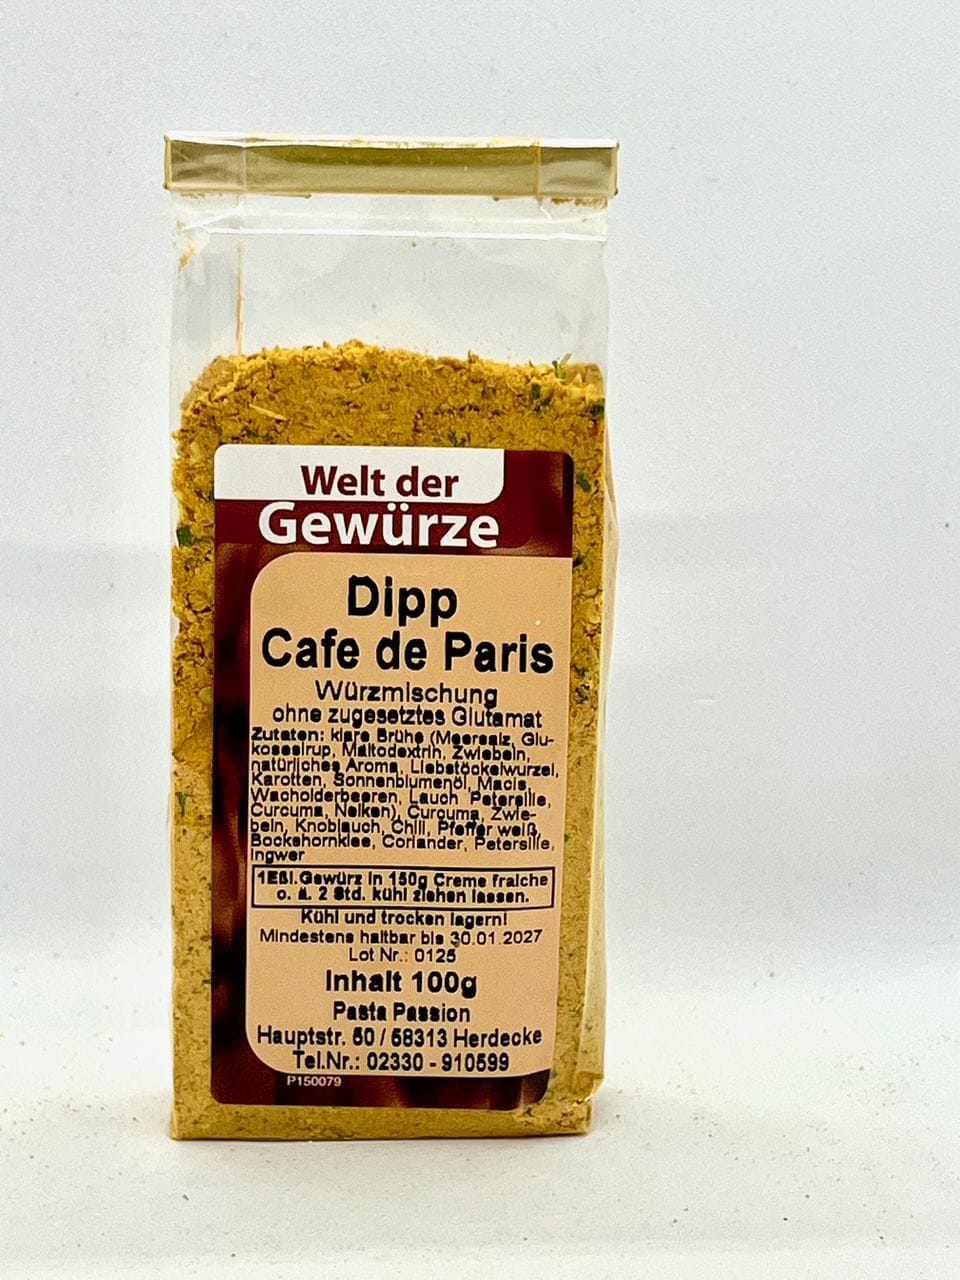 Welt der
Gewürze
Dipp
Cafe de Paris
Würzmischung
ohne zugesetztes Glutamat
Zutaten: klare Brühe (Meersalz, Glu-
kosesirup, Maltodextrin, Zwiebeln,
natürliches Aroma, Liebstöckelwurzel,
Karotten, Sonnenblumenöl, Macis,
Wacholderbeeren, Lauch Petersilie,
Curcuma, Nelken), Curcuma, Zwie-
beln, Knoblauch, Chili, Pfeffer weiß,
Bockshornklee, Coriander, Petersilie,
Ingwer
1Eßl. Gewürz in 150g Creme fraiche
o. ä. 2 Std. kühl ziehen lassen.
Kühl und trocken lagern!
Mindestens haltbar bis 30.01.2027
Lot Nr.: 0125
Inhalt 100g
Pasta Passion
Hauptstr. 50 / 58313 Herdecke
Tel.Nr.: 02330 - 910599
P150079